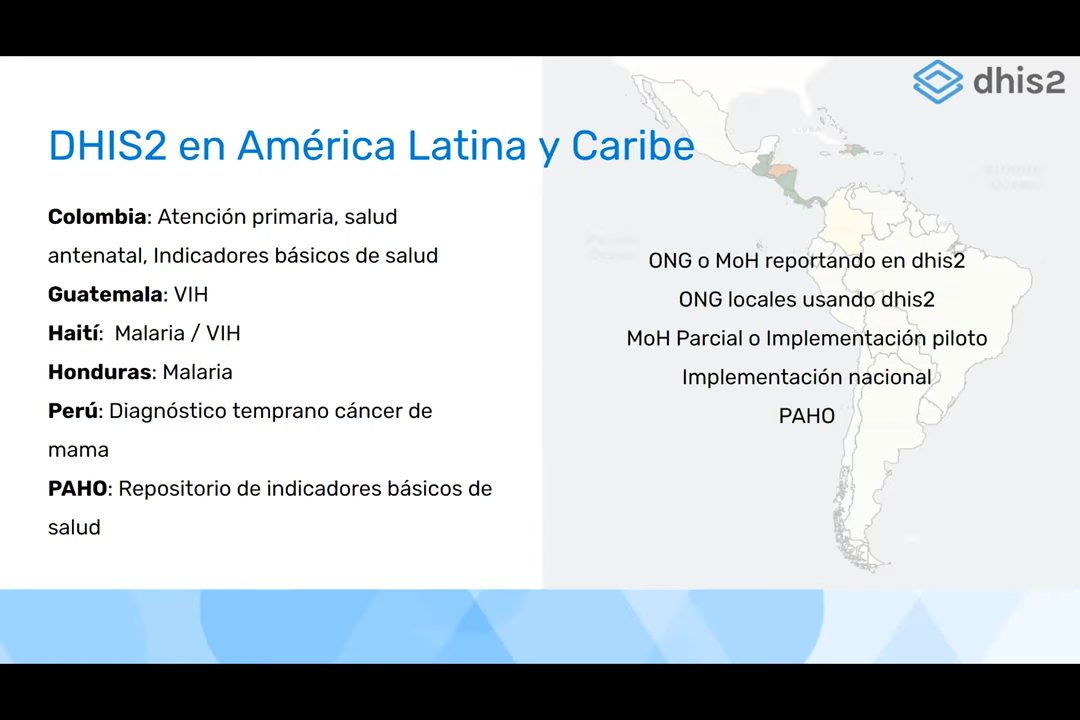 dhis2
DHIS2 en América Latina y Caribe
Colombia: Atención primaria, salud
antenatal, Indicadores básicos de salud
Guatemala: VIH
Haití: Malaria / VIH
Honduras: Malaria
Perú: Diagnóstico temprano cáncer de
mama
PAHO: Repositorio de indicadores básicos de
salud
ONG o MoH reportando en dhis2
ONG locales usando dhis2
MoH Parcial o Implementación piloto
Implementación nacional
PAHO